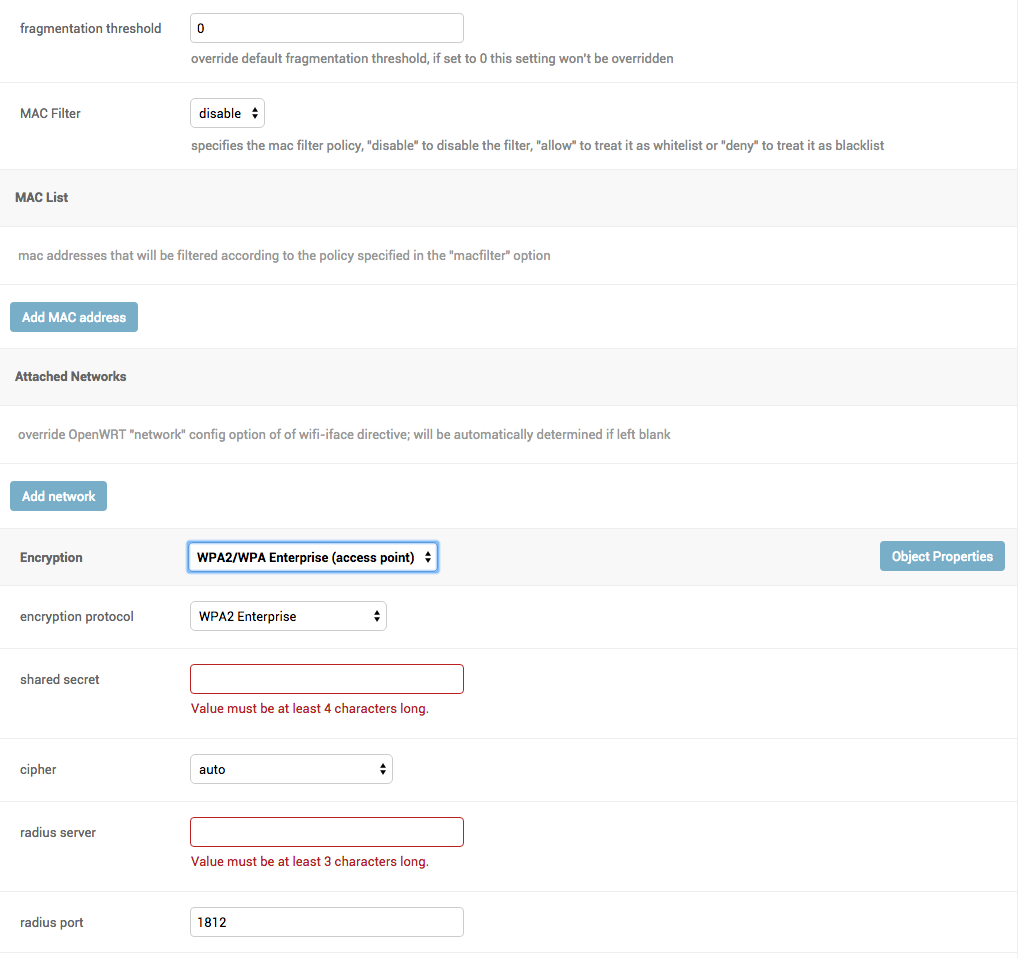 fragmentation threshold
0
override default fragmentation threshold, if set to 0 this setting won't be overridden
MAC Filter
disable
specifies the mac filter policy, "disable" to disable the filter, "allow" to treat it as whitelist or "deny" to treat it as blacklist
MAC List
mac addresses that will be filtered according to the policy specified in the "macfilter" option
Add MAC address
Attached Networks
override OpenWRT "network" config option of of wifi-iface directive; will be automatically determined if left blank
Add network
Encryption
WPA2/WPA Enterprise (access point)
Object Properties
encryption protocol
WPA2 Enterprise
shared secret
Value must be at least 4 characters long.
cipher
auto
radius server
Value must be at least 3 characters long.
radius port
1812